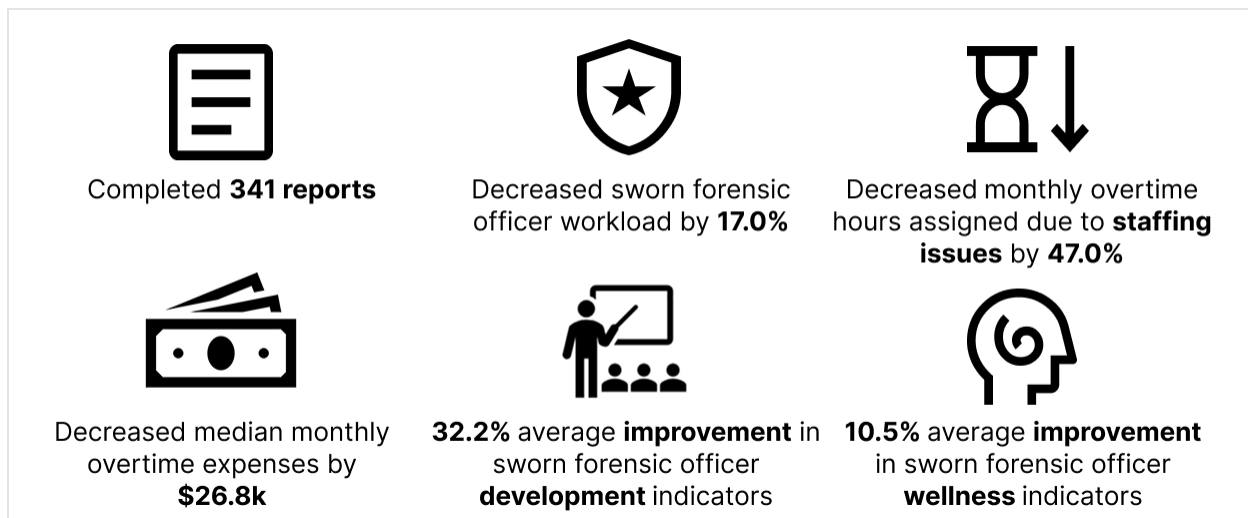 Completed 341 reports
Decreased sworn forensic
officer workload by 17.0%
Decreased monthly overtime
hours assigned due to staffing
issues by 47.0%
Decreased median monthly
overtime expenses by
$26.8k
32.2% average improvement in
sworn forensic officer
development indicators
10.5% average improvement
in sworn forensic officer
wellness indicators